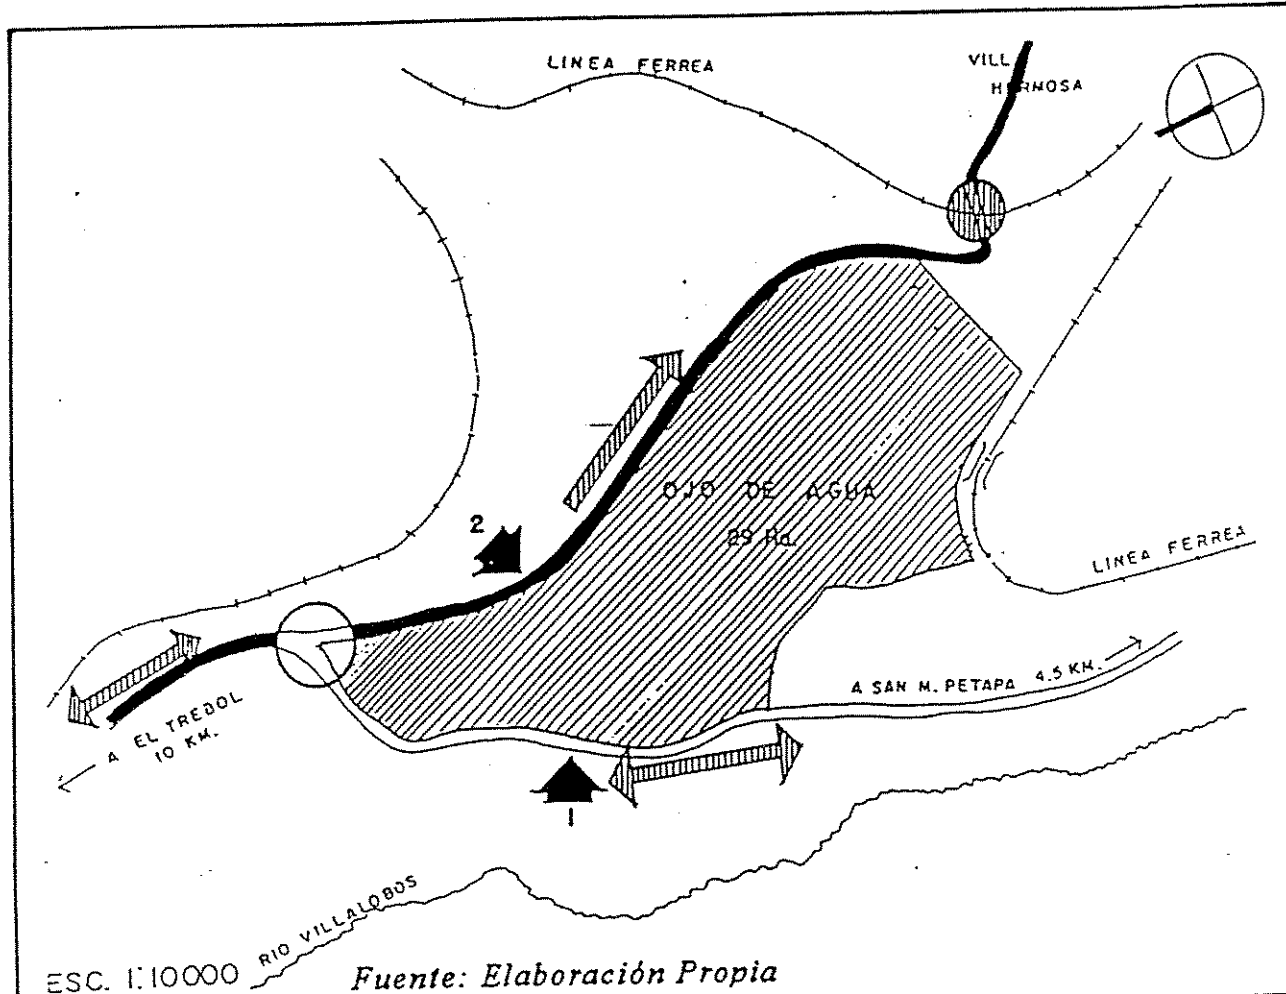 LINEA FERREA
VILL
HERMOSA
2
OJO DE AGUA
29 Ha.
LINEA FERREA
A SAN M. PETAPA 4.5 KM.
A EL TREBOL
10 KM.
1
RIO VILLALOBOS
ESC. 1:10000
Fuente: Elaboración Propia